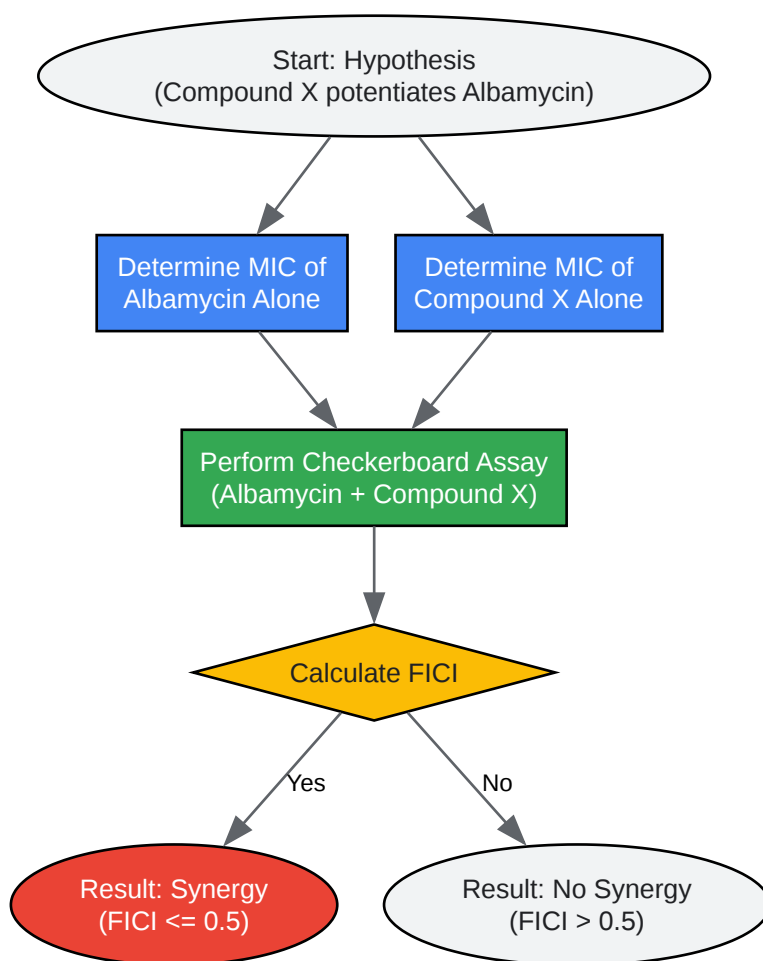 Start: Hypothesis
(Compound X potentiates Albamycin)
Determine MIC of
Albamycin Alone
Determine MIC of
Compound X Alone
Perform Checkerboard Assay
(Albamycin + Compound X)
Calculate FICI
Yes
No
Result: Synergy
(FICI <= 0.5)
Result: No Synergy
(FICI > 0.5)